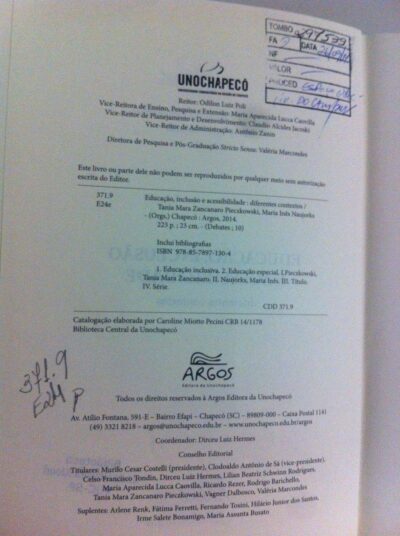 TOMBO
FA
DATA
NF
VALOR
PROCED
UNOCHAPECÓ
Reitor: Odilon Luiz Poli
Vice-Reitora de Ensino, Pesquisa e Extensão: Maria Aparecida Lucca Caovilla
Vice-Reitor de Planejamento e Desenvolvimento: Claudio Alcides Jacoski
Vice-Reitor de Administração: Antônio Zanin
Diretora de Pesquisa e Pós-Graduação Stricto Sensu: Valéria Marcondes
Este livro ou parte dele não podem ser reproduzidos por qualquer meio sem autorização
escrita do Editor.
371.9 Educação, inclusão e acessibilidade : diferentes contextos /
E24e Tania Mara Zancanaro Pieczkowski, Maria Inês Naujorks
(Orgs.) Chapecó : Argos, 2014.
223 p. ; 23 cm. - (Debates ; 10)
Inclui bibliografias
ISBN 978-85-7897-130-4
1. Educação inclusiva. 2. Educação especial. I.Pieczkowski,
Tania Mara Zancanaro. II. Naujorks, Maria Inês. III. Título.
IV. Série.
CDD 371.9
Catalogação elaborada por Caroline Miotto Pecini CRB 14/1178
Biblioteca Central da Unochapecó
371.9
ARGOS
Editora da Unochapecó
Todos os direitos reservados à Argos Editora da Unochapecó
Av. Atílio Fontana, 591-E – Bairro Efapi – Chapecó (SC) – 89809-000 – Caixa Postal
(49) 3321 8218 – argos@unochapeco.edu.br – www.unochapeco.edu.br/argos
Coordenador: Dirceu Luiz Hermes
Conselho Editorial
Titulares: Murilo Cesar Costelli (presidente), Clodoaldo Antônio de Sá (vice-presidente),
Celso Francisco Tondin, Dirceu Luiz Hermes, Lilian Beatriz Schwinn Rodrigues,
Maria Aparecida Lucca Caovilla, Ricardo Rezer, Rodrigo Barichello,
Tania Mara Zancanaro Pieczkowski, Vagner Dalbosco, Valéria Marcondes
Suplentes: Arlene Renk, Fátima Ferretti, Fernando Tosini, Hilario Junior dos Santos,
Irme Salete Bonamigo, Maria Assunta Busato